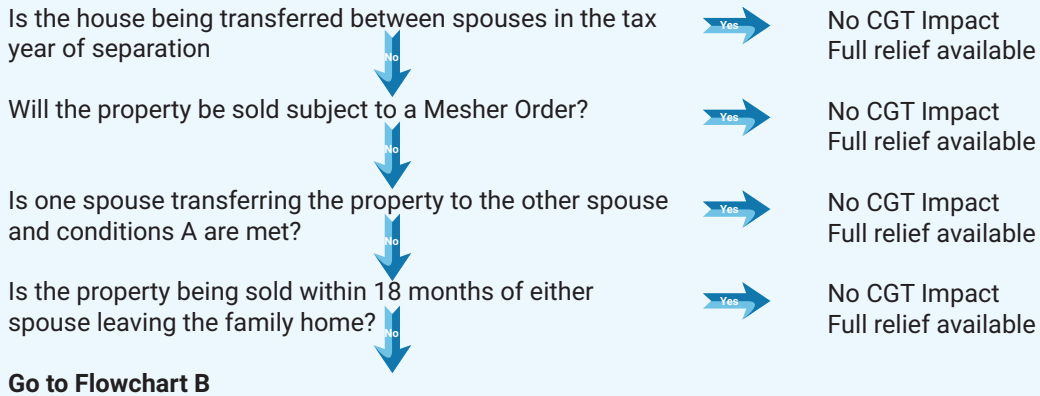 Is the house being transferred between spouses in the tax
year of separation
Yes
No CGT Impact
Full relief available
No
Will the property be sold subject to a Mesher Order?
Yes
No CGT Impact
Full relief available
No
Is one spouse transferring the property to the other spouse
and conditions A are met?
Yes
No CGT Impact
Full relief available
No
Is the property being sold within 18 months of either
spouse leaving the family home?
Yes
No CGT Impact
Full relief available
No
Go to Flowchart B